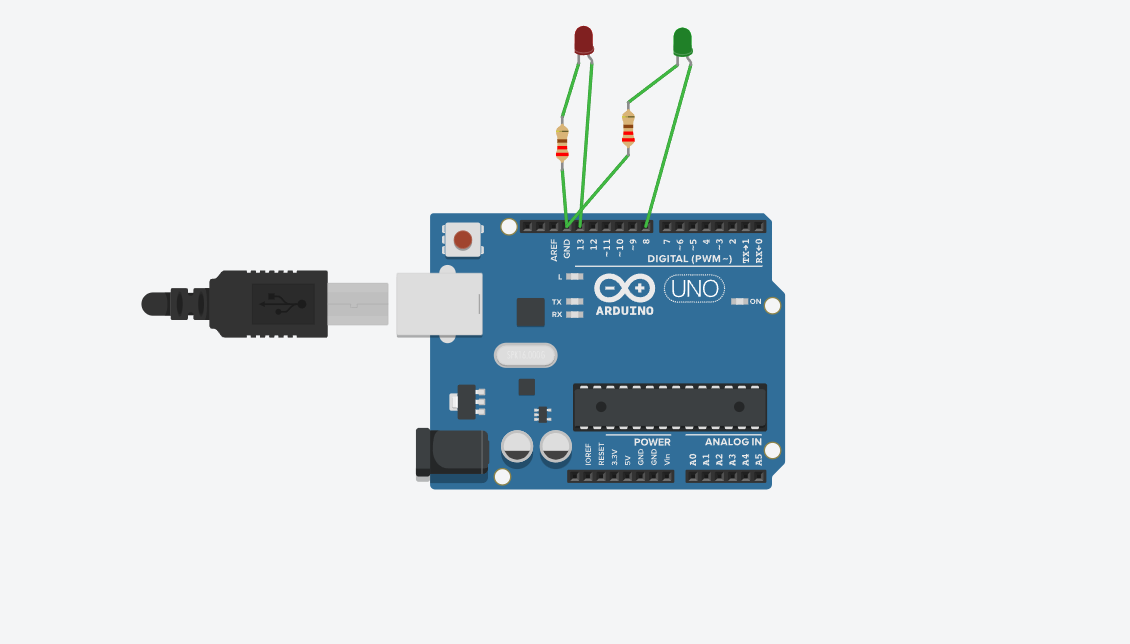 AREF
GND
13
12
~11
~10
~9
8
7
~6
~5
4
~3
2
TX→1
RX←0
DIGITAL (PWM~)
L
TX
RX
ARDUINO
UNO
ON
POWER
ANALOG IN
IOREF
RESET
3.3V
5V
GND
GND
Vin
A0
A1
A2
A3
A4
A5